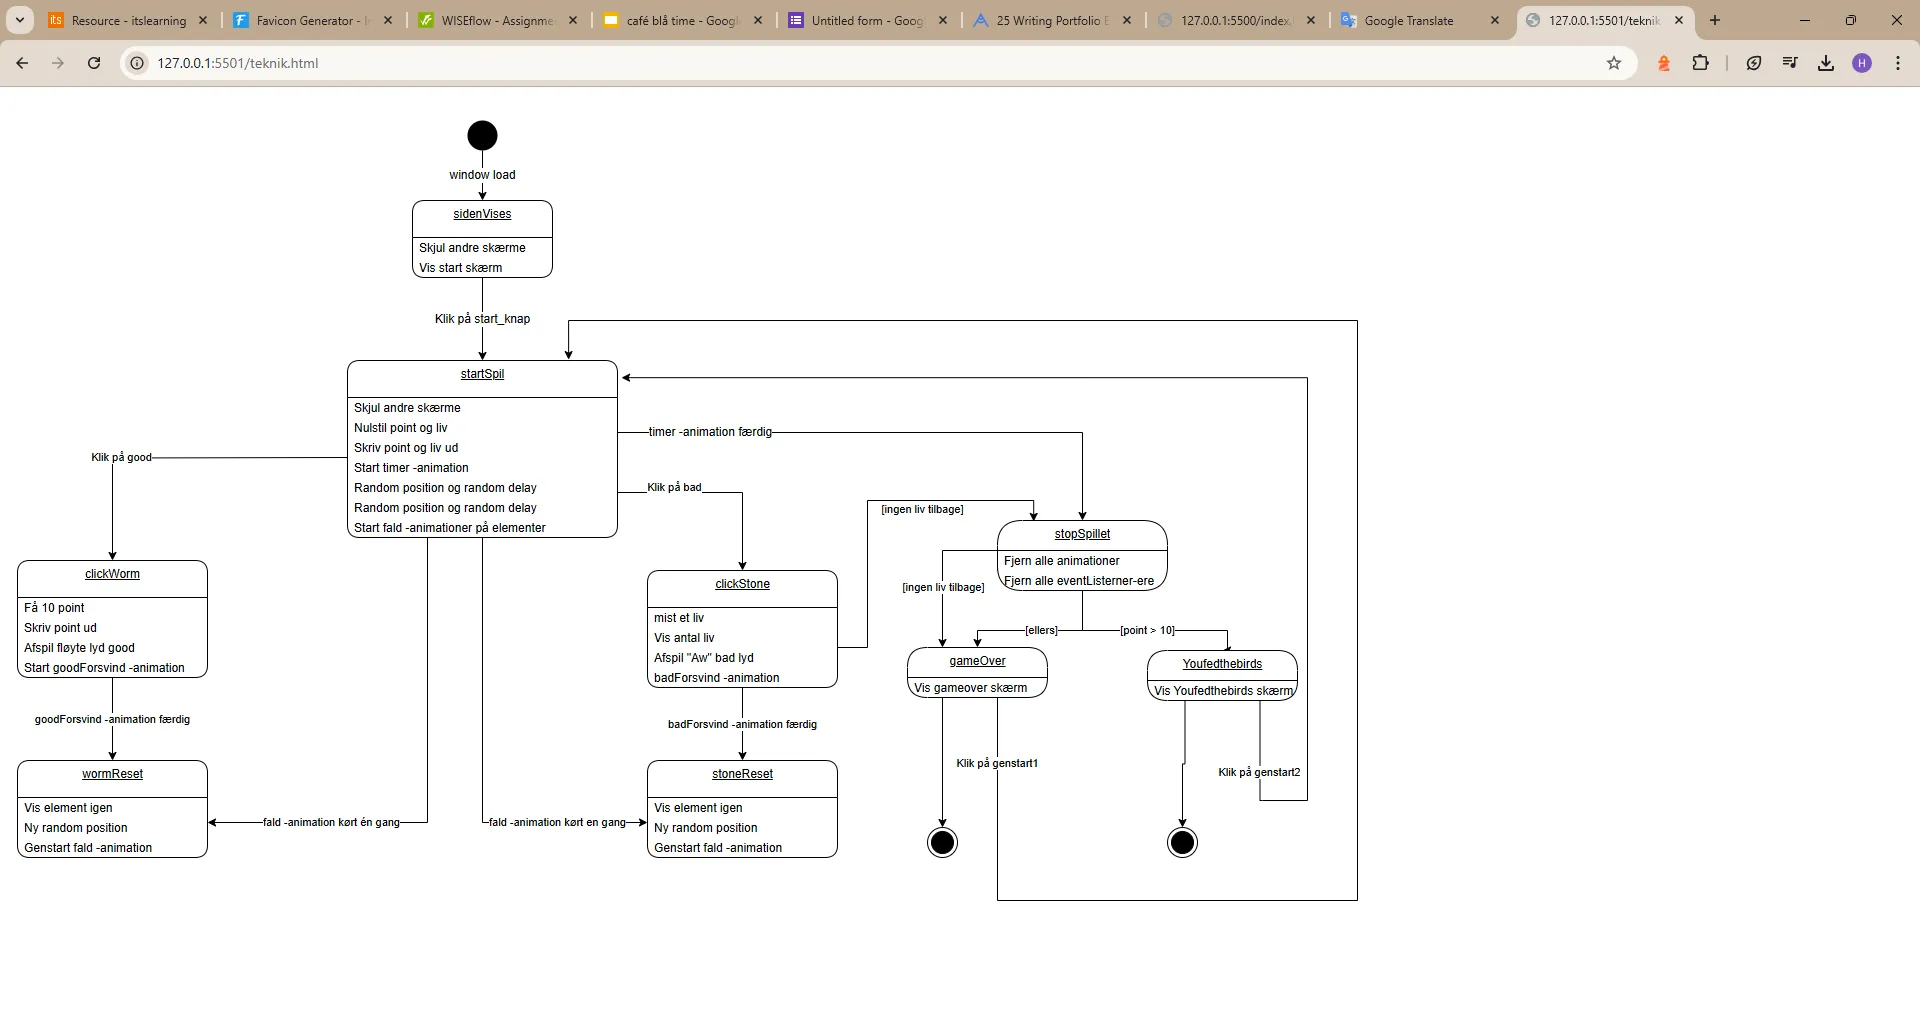 Resource - itslearning
Favicon Generator - I
WISEflow - Assignme
café blå time - Googl
Untitled form - Goog
25 Writing Portfolio E
127.0.0.1:5500/index.
Google Translate
127.0.0.1:5501/teknik
127.0.0.1:5501/teknik.html
H
window load
sidenVises
Skjul andre skærme
Vis start skærm
Klik på start_knap
startSpil
Skjul andre skærme
Nulstil point og liv
Skriv point og liv ud
Start timer -animation
Random position og random delay
Random position og random delay
Start fald -animationer på elementer
timer -animation færdig
Klik på good
Klik på bad
[ingen liv tilbage]
stopSpillet
Fjern alle animationer
Fjern alle eventListerner-ere
clickWorm
Få 10 point
Skriv point ud
Afspil fløyte lyd good
Start goodForsvind -animation
clickStone
mist et liv
Vis antal liv
Afspil "Aw" bad lyd
badForsvind -animation
[ingen liv tilbage]
[ellers]
[point > 10]
gameOver
Vis gameover skærm
Youfedthebirds
Vis Youfedthebirds skærm
goodForsvind -animation færdig
badForsvind -animation færdig
Klik på genstart1
Klik på genstart2
wormReset
Vis element igen
Ny random position
Genstart fald -animation
fald -animation kørt én gang
fald -animation kørt en gang
stoneReset
Vis element igen
Ny random position
Genstart fald -animation